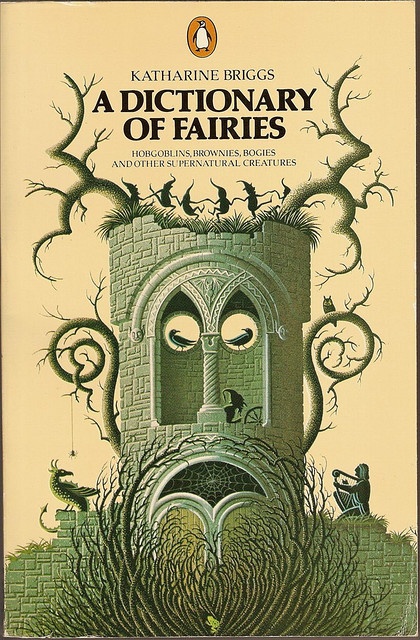 KATHARINE BRIGGS
A DICTIONARY
OF FAIRIES
HOBGOBLINS, BROWNIES, BOGIES
AND OTHER SUPERNATURAL CREATURES